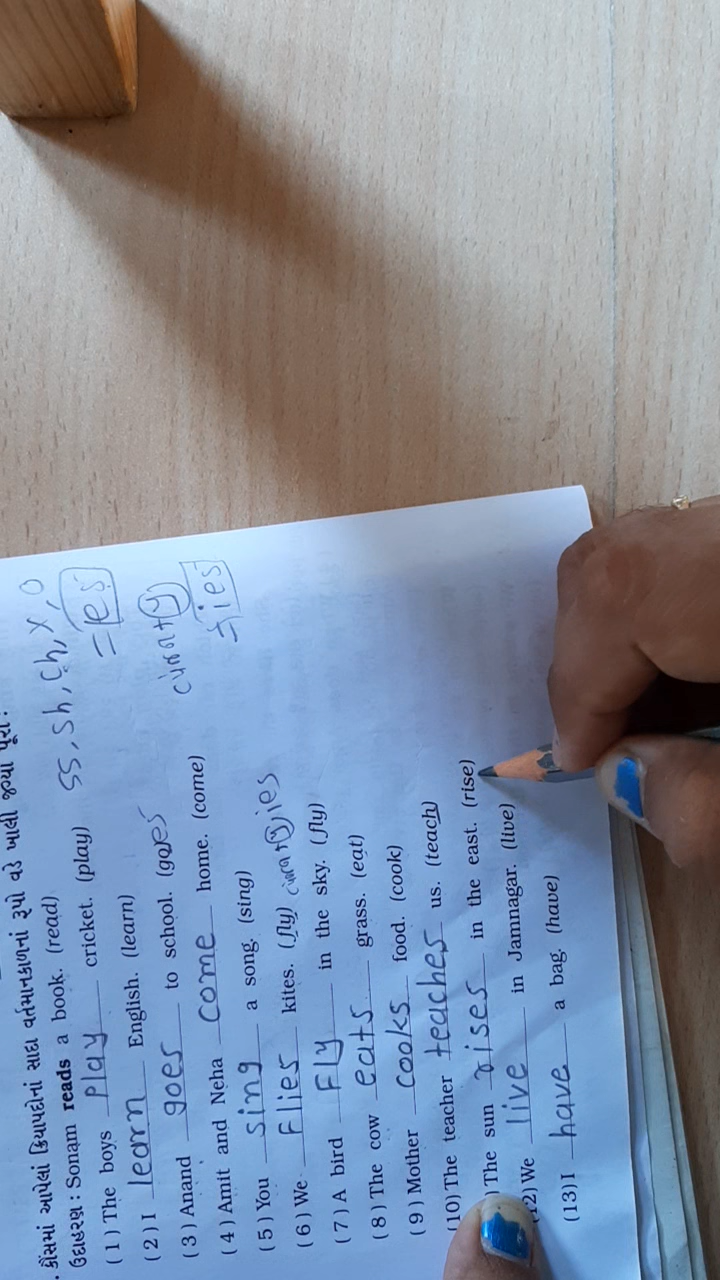 . કૌંસમાં આપેલાં ક્રિયાપદોનાં સાદા વર્તમાનકાળનાં રૂપો વડે ખાલી જગ્યા પૂરો :
ઉદાહરણ : Sonam reads a book. (read)
(1) The boys play cricket. (play) ss, sh, ch, x, o
= es
(2) I learn English. (learn)
(3) Anand goes to school. (goes
+ y
= ies
(4) Amit and Neha come home. (come)
(5) You sing a song. (sing)
(6) We Flies kites. (fly) + y ies
(7) A bird Fly in the sky. (fly)
(8) The cow eats grass. (eat)
(9) Mother cooks food. (cook)
(10) The teacher teaches us. (teach)
) The sun rises in the east. (rise)
12) We live in Jamnagar. (live)
(13) I have a bag. (have)